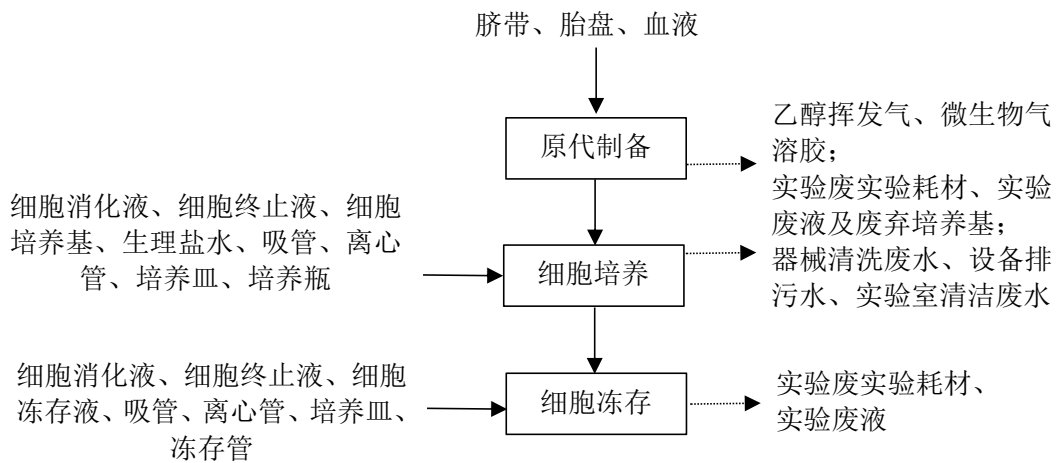 脐带、胎盘、血液
原代制备
乙醇挥发气、微生物气
溶胶；
实验废实验耗材、实验
废液及废弃培养基；
器械清洗废水、设备排
污水、实验室清洁废水
细胞消化液、细胞终止液、细胞
培养基、生理盐水、吸管、离心
管、培养皿、培养瓶
细胞培养
细胞消化液、细胞终止液、细胞
冻存液、吸管、离心管、培养皿、
冻存管
细胞冻存
实验废实验耗材、
实验废液